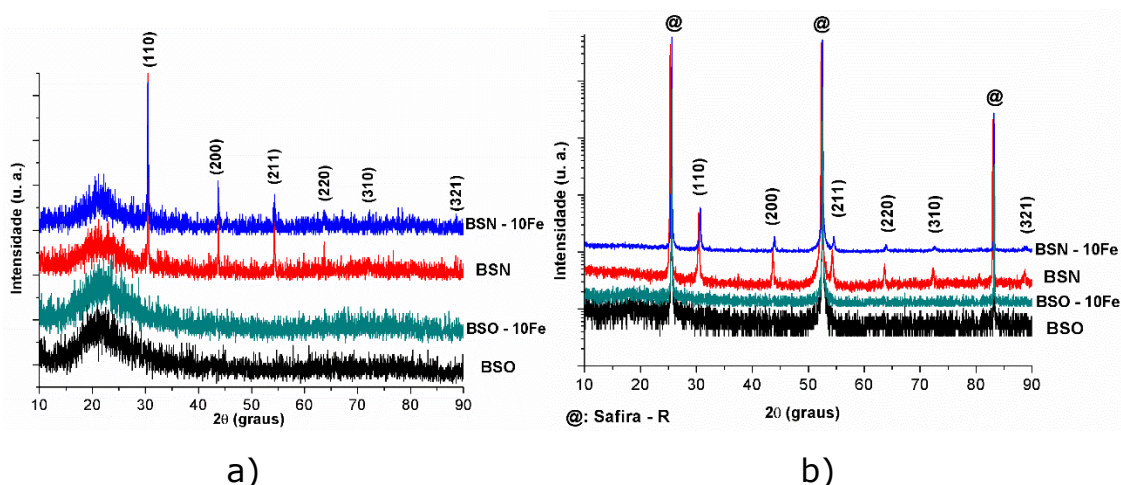 Intensidade (u. a.)
(110)
(200)
(211)
(220)
(310)
(321)
BSN - 10Fe
BSN
BSO - 10Fe
BSO
10 20 30 40 50 60 70 80 90
2θ (graus)
a)
Intensidade (u. a.)
@
@
@
(110)
(200)
(211)
(220)
(310)
(321)
BSN - 10Fe
BSN
BSO - 10Fe
BSO
10 20 30 40 50 60 70 80 90
2θ (graus)
@: Safira - R
b)